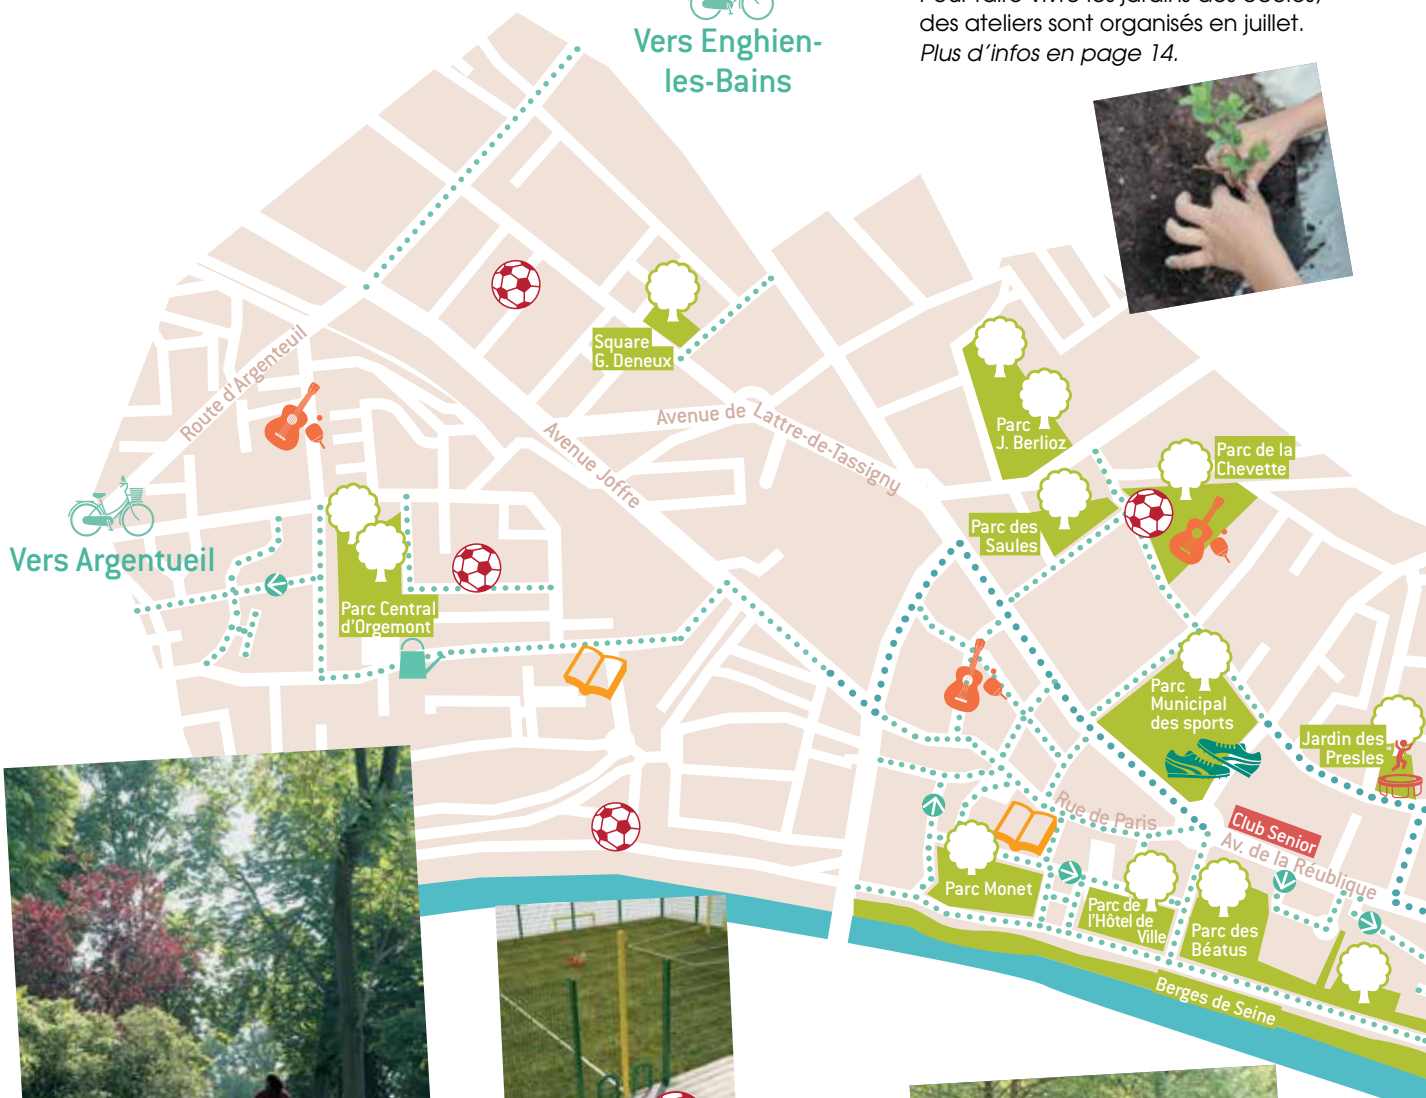 Vers Enghien-
les-Bains
des ateliers sont organisés en juillet.
Plus d'infos en page 14.
Route d'Argenteuil
Square
G. Deneux
Avenue de Lattre-de-Tassigny
Avenue Joffre
Parc
J. Berlioz
Parc de la
Chevette
Parc des
Saules
Vers Argentueil
Parc Central
d'Orgemont
Parc
Municipal
des sports
Jardin des
Presles
Rue de Paris
Club Senior
Av. de la Réublique
Parc Monet
Parc de
l'Hôtel de
Ville
Parc des
Béatus
Berges de Seine